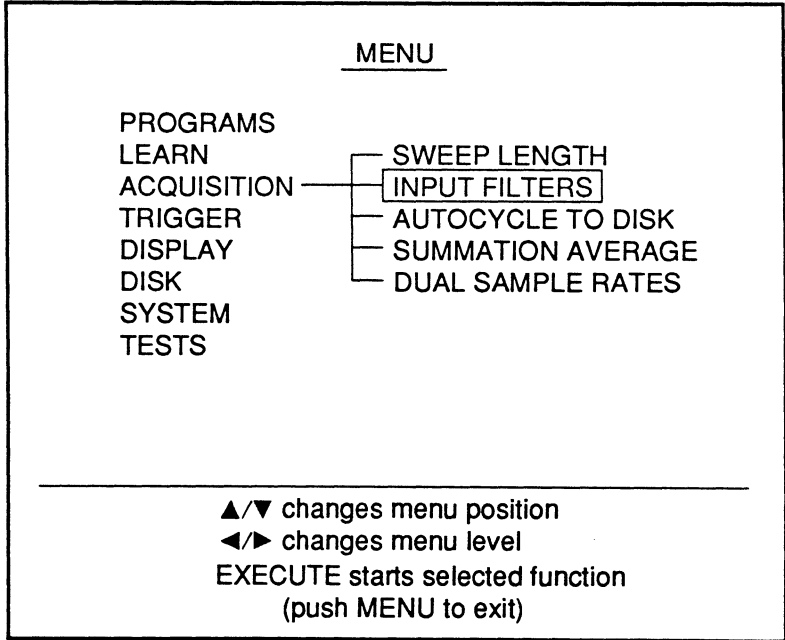 MENU
PROGRAMS
LEARN
SWEEP LENGTH
ACQUISITION
INPUT FILTERS
TRIGGER
AUTOCYCLE TO DISK
DISPLAY
SUMMATION AVERAGE
DISK
DUAL SAMPLE RATES
SYSTEM
TESTS
▲/▼ changes menu position
◄/► changes menu level
EXECUTE starts selected function
(push MENU to exit)